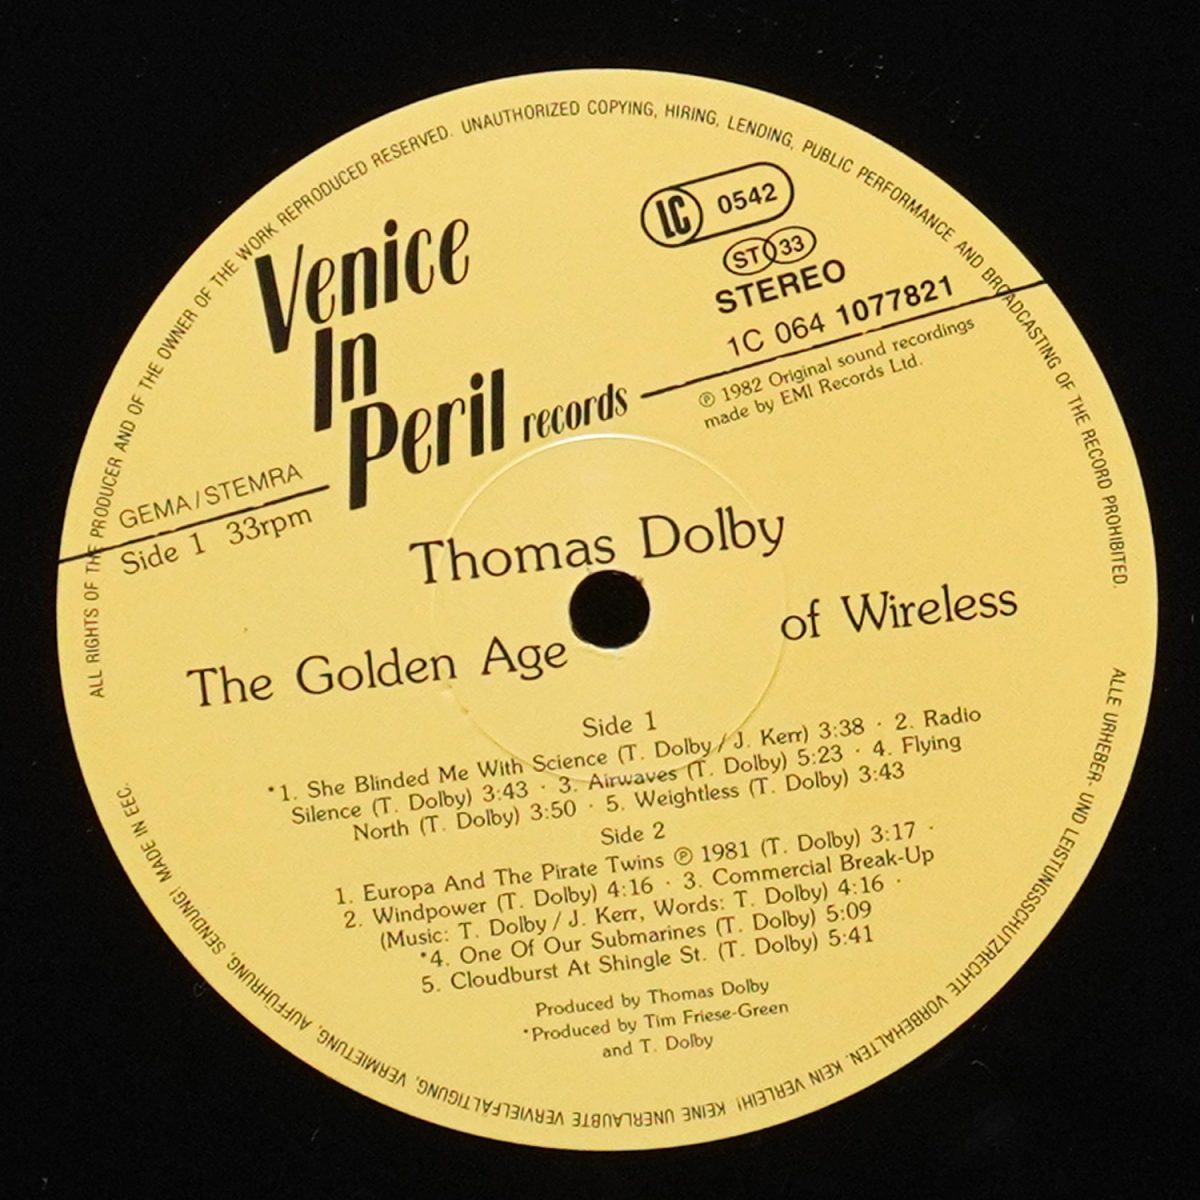 ALL RIGHTS OF THE PRODUCER AND OF THE OWNER OF THE WORK REPRODUCED RESERVED. UNAUTHORIZED COPYING, HIRING, LENDING, PUBLIC PERFORMANCE AND BROADCASTING OF THE RECORD PROHIBITED.
Venice
In
Peril records
LC 0542
ST 33
STEREO
1C 064 1077821
℗ 1982 Original sound recordings
made by EMI Records Ltd.
GEMA/STEMRA
Side 1 33rpm
Thomas Dolby
The Golden Age of Wireless
Side 1
*1. She Blinded Me With Science (T. Dolby / J. Kerr) 3:38 · 2. Radio
Silence (T. Dolby) 3:43 · 3. Airwaves (T. Dolby) 5:23 · 4. Flying
North (T. Dolby) 3:50 · 5. Weightless (T. Dolby) 3:43
Side 2
1. Europa And The Pirate Twins ℗ 1981 (T. Dolby) 3:17 ·
2. Windpower (T. Dolby) 4:16 · 3. Commercial Break-Up
(Music: T. Dolby / J. Kerr, Words: T. Dolby) 4:16 ·
*4. One Of Our Submarines (T. Dolby) 5:09
5. Cloudburst At Shingle St. (T. Dolby) 5:41
Produced by Thomas Dolby
*Produced by Tim Friese-Green
and T. Dolby
ALLE URHEBER- UND LEISTUNGSSCHUTZRECHTE VORBEHALTEN. KEIN VERLEIH! KEINE UNERLAUBTE VERVIELFÄLTIGUNG, VERMIETUNG, AUFFÜHRUNG, SENDUNG! MADE IN EEC.